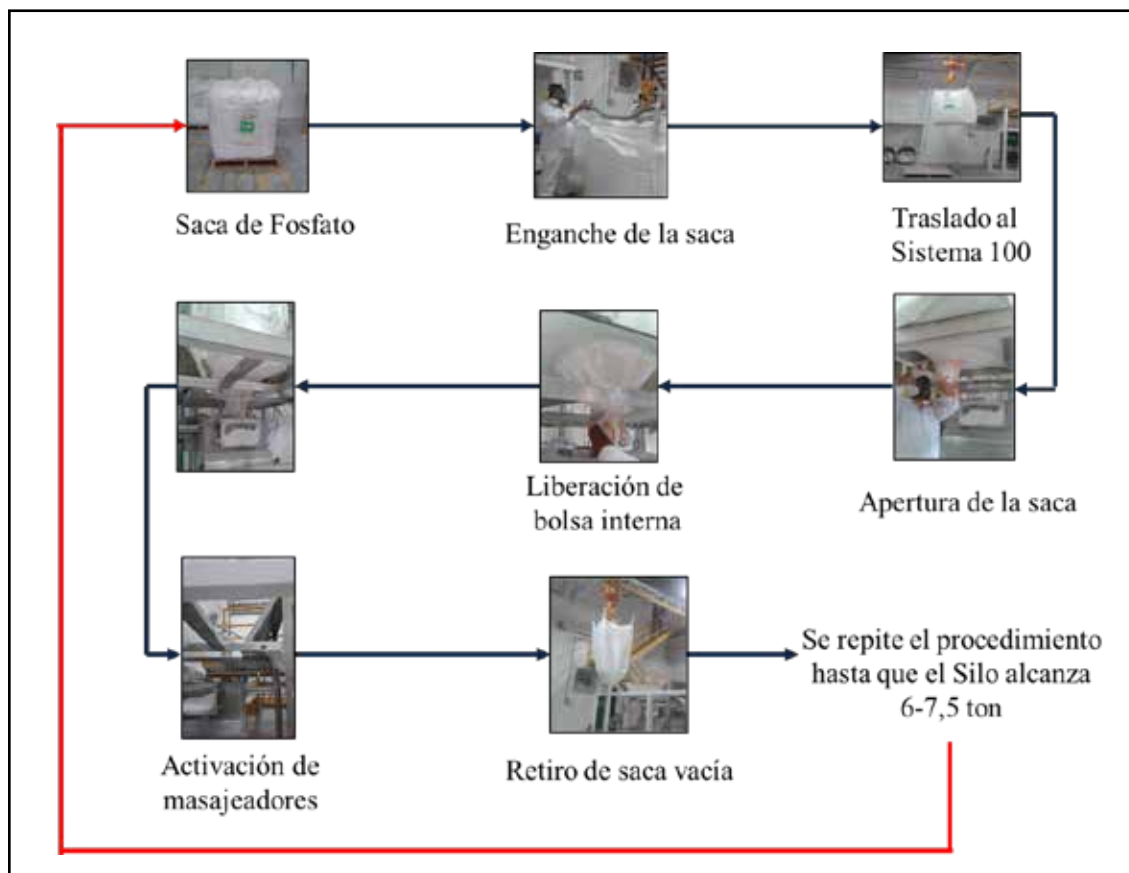 Saca de Fosfato
Enganche de la saca
Traslado al
Sistema 100
Liberación de
bolsa interna
Apertura de la saca
Activación de
masajeadores
Retiro de saca vacía
Se repite el procedimiento
hasta que el Silo alcanza
6-7,5 ton